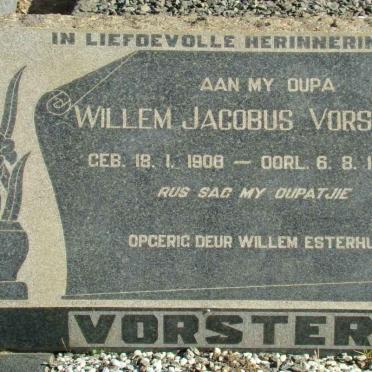 IN LIEFDEVOLLE HERINNERIN
AAN MY OUPA
WILLEM JACOBUS VORS
GEB. 18. 1. 1908 — OORL. 6. 8. 1
RUS SAG MY OUPATJIE
OPGERIG DEUR WILLEM ESTERHU
VORSTER